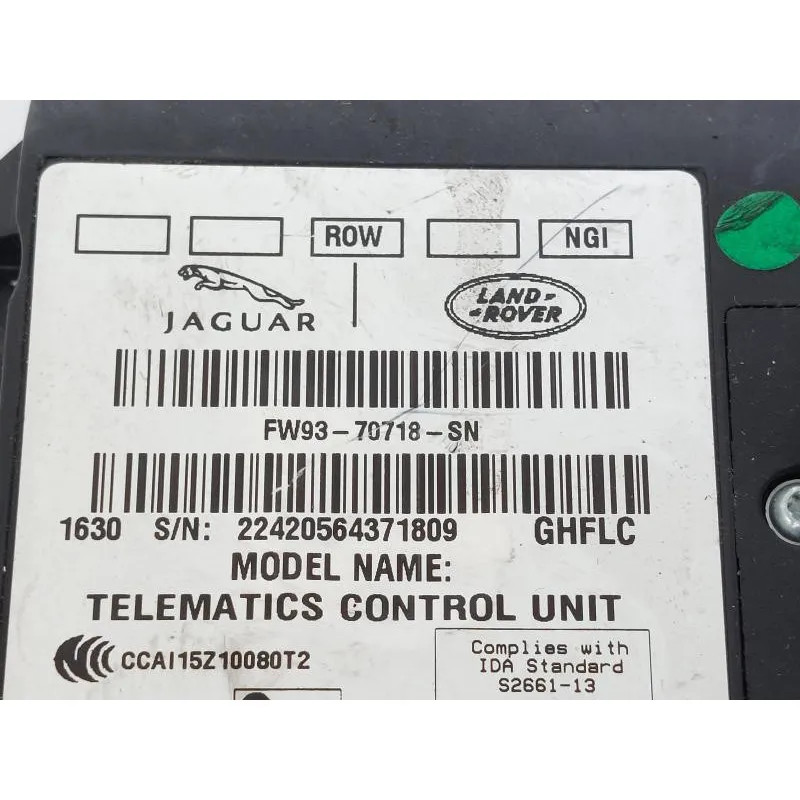 ROW NGI
JAGUAR
LAND-
-ROVER
FW93-70718-SN
1630 S/N: 22420564371809 GHFLC
MODEL NAME:
TELEMATICS CONTROL UNIT
CCAI15Z10080T2
Complies with
IDA Standard
S2661-13